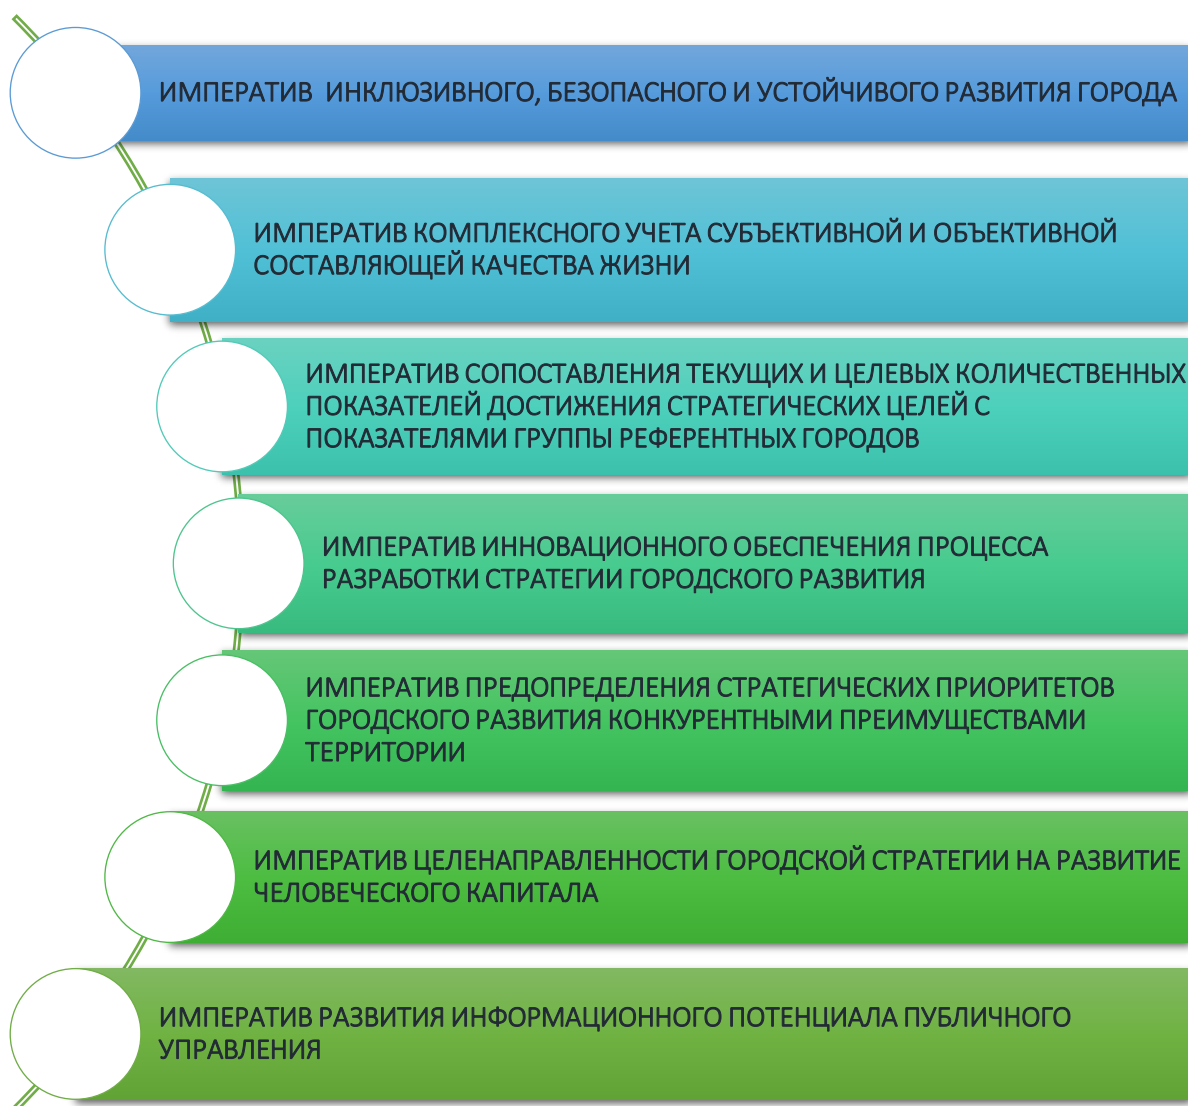 ИМПЕРАТИВ ИНКЛЮЗИВНОГО, БЕЗОПАСНОГО И УСТОЙЧИВОГО РАЗВИТИЯ ГОРОДА
ИМПЕРАТИВ КОМПЛЕКСНОГО УЧЕТА СУБЪЕКТИВНОЙ И ОБЪЕКТИВНОЙ
СОСТАВЛЯЮЩЕЙ КАЧЕСТВА ЖИЗНИ
ИМПЕРАТИВ СОПОСТАВЛЕНИЯ ТЕКУЩИХ И ЦЕЛЕВЫХ КОЛИЧЕСТВЕННЫХ
ПОКАЗАТЕЛЕЙ ДОСТИЖЕНИЯ СТРАТЕГИЧЕСКИХ ЦЕЛЕЙ С
ПОКАЗАТЕЛЯМИ ГРУППЫ РЕФЕРЕНТНЫХ ГОРОДОВ
ИМПЕРАТИВ ИННОВАЦИОННОГО ОБЕСПЕЧЕНИЯ ПРОЦЕССА
РАЗРАБОТКИ СТРАТЕГИИ ГОРОДСКОГО РАЗВИТИЯ
ИМПЕРАТИВ ПРЕДОПРЕДЕЛЕНИЯ СТРАТЕГИЧЕСКИХ ПРИОРИТЕТОВ
ГОРОДСКОГО РАЗВИТИЯ КОНКУРЕНТНЫМИ ПРЕИМУЩЕСТВАМИ
ТЕРРИТОРИИ
ИМПЕРАТИВ ЦЕЛЕНАПРАВЛЕННОСТИ ГОРОДСКОЙ СТРАТЕГИИ НА РАЗВИТИЕ
ЧЕЛОВЕЧЕСКОГО КАПИТАЛА
ИМПЕРАТИВ РАЗВИТИЯ ИНФОРМАЦИОННОГО ПОТЕНЦИАЛА ПУБЛИЧНОГО
УПРАВЛЕНИЯ